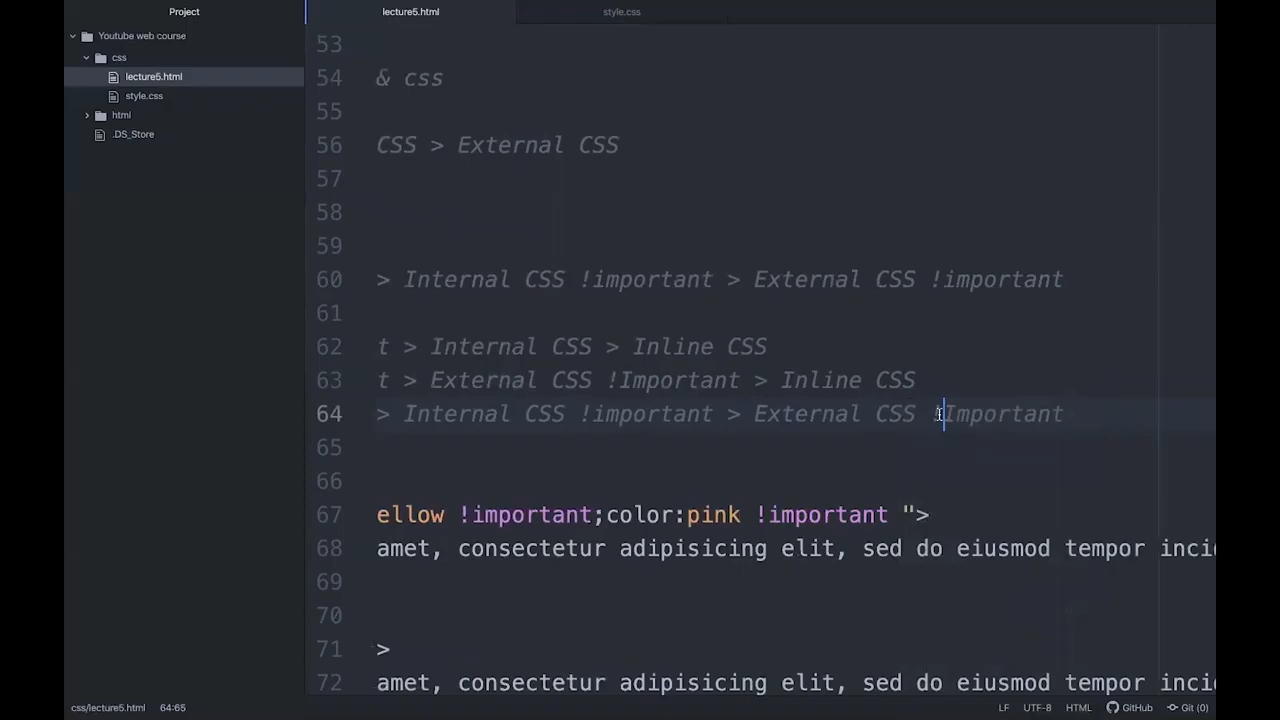 Project
lecture5.html
style.css
Youtube web course
css
lecture5.html
style.css
html
.DS_Store
53
54 & css
55
56 CSS > External CSS
57
58
59
60 > Internal CSS !important > External CSS !important
61
62 t > Internal CSS > Inline CSS
63 t > External CSS !Important > Inline CSS
64 > Internal CSS !important > External CSS !Important
65
66
67 ellow !important;color:pink !important ">
68 amet, consectetur adipisicing elit, sed do eiusmod tempor incid
69
70
71 >
72 amet, consectetur adipisicing elit, sed do eiusmod tempor incid
css/lecture5.html 64:65 LF UTF-8 HTML GitHub Git (0)